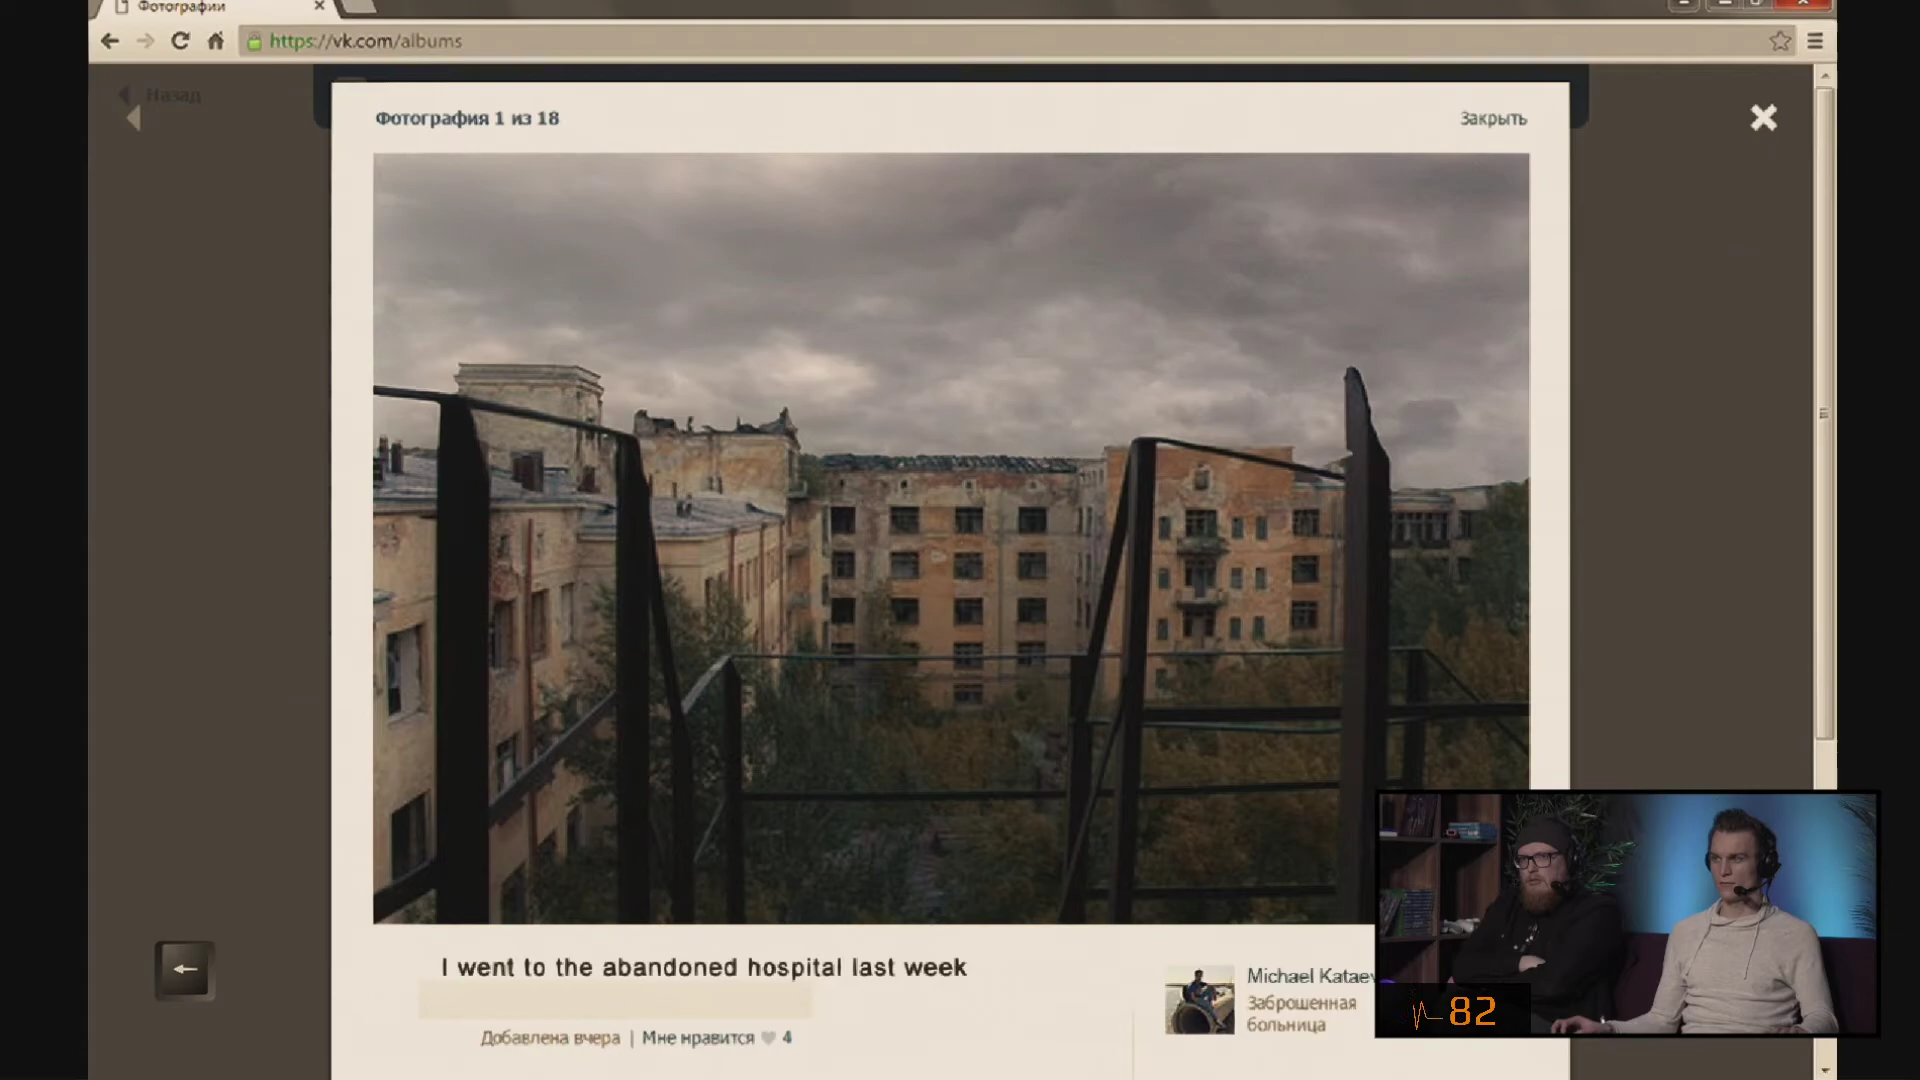 Фотографии
https://vk.com/albums
Назад
Фотография 1 из 18
Закрыть
I went to the abandoned hospital last week
Michael Kataev
Заброшенная
больница
Добавлена вчера | Мне нравится 4
82